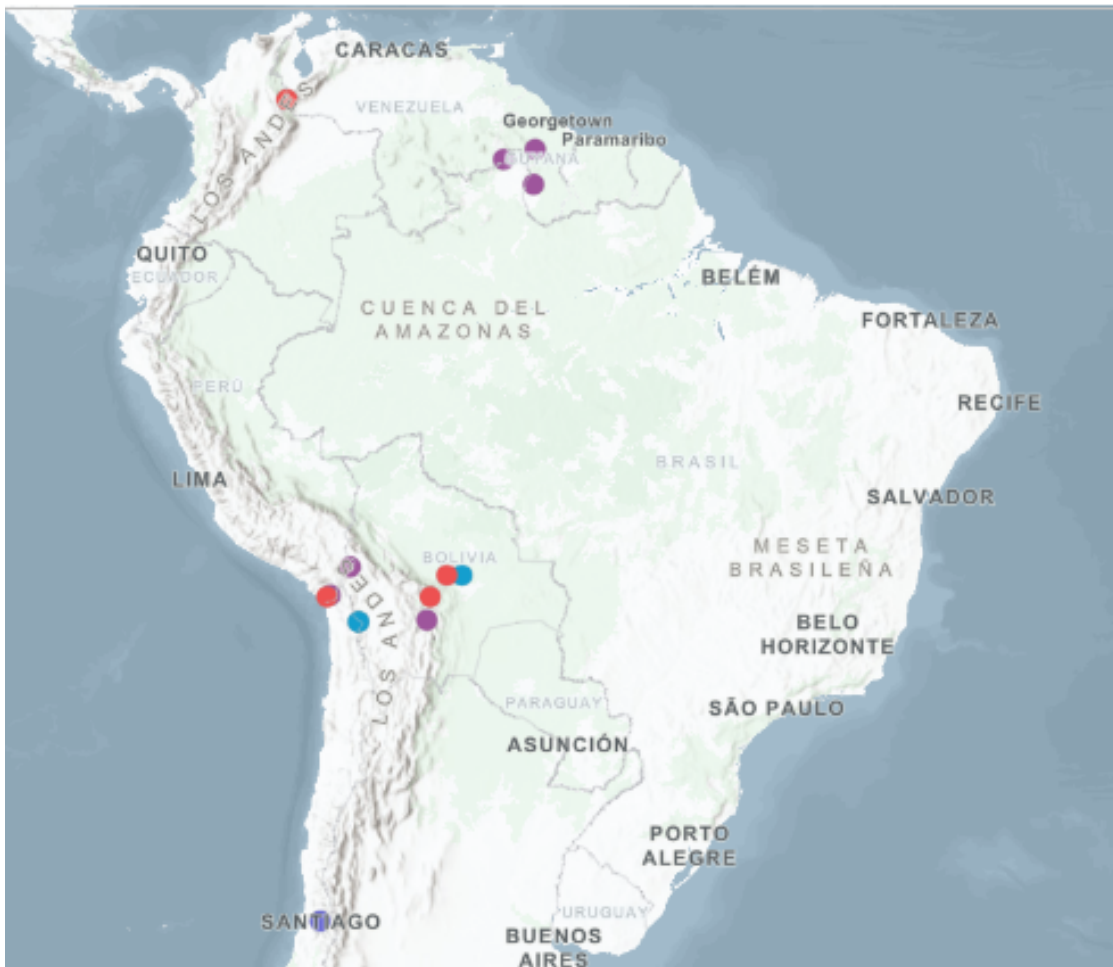 CARACAS
VENEZUELA
Georgetown
Paramaribo
GUYANA
LOS ANDES
QUITO
ECUADOR
BELÉM
CUENCA DEL
AMAZONAS
FORTALEZA
PERÚ
RECIFE
BRASIL
LIMA
SALVADOR
MESETA
BRASILEÑA
BOLIVIA
LOS ANDES
BELO
HORIZONTE
PARAGUAY
SÃO PAULO
ASUNCIÓN
PORTO
ALEGRE
SANTIAGO
URUGUAY
BUENOS
AIRES